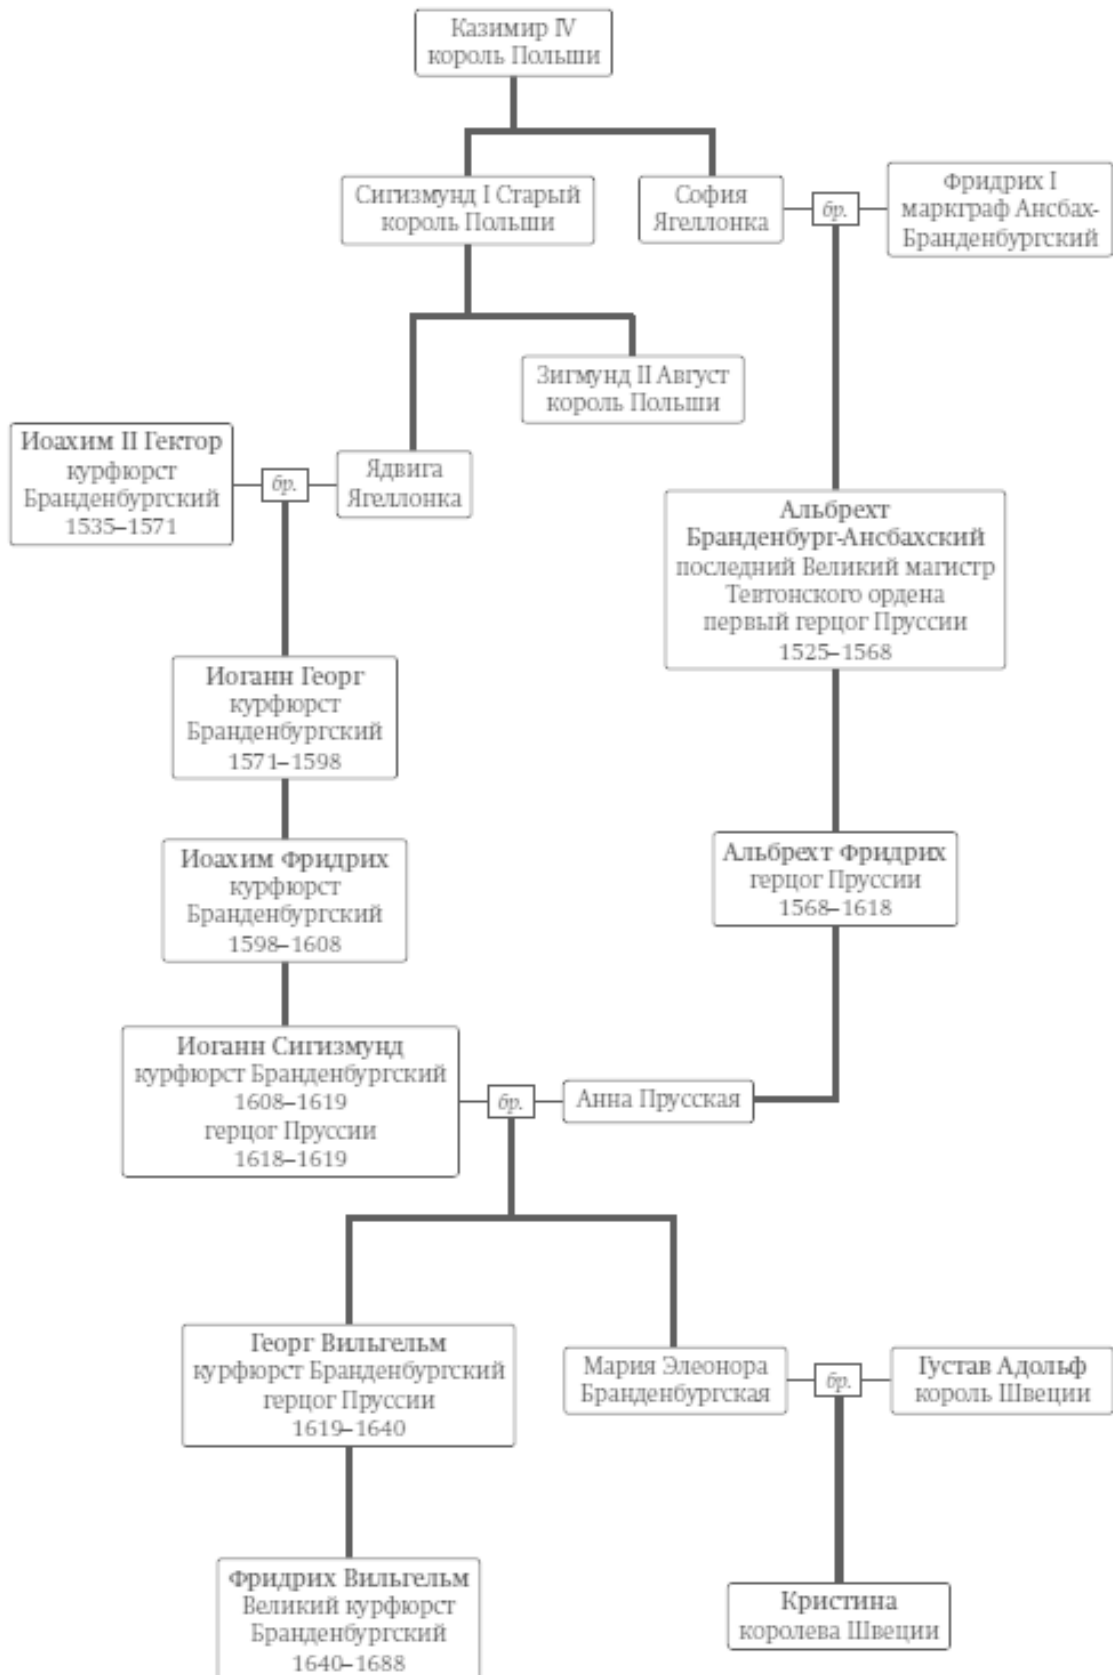 Казимир IV
король Польши
Сигизмунд I Старый
король Польши
София
Ягеллонка
бр.
Фридрих I
маркграф Ансбах-
Бранденбургский
Зигмунд II Август
король Польши
Иоахим II Гектор
курфюрст
Бранденбургский
1535–1571
бр.
Ядвига
Ягеллонка
Альбрехт
Бранденбург-Ансбахский
последний Великий магистр
Тевтонского ордена
первый герцог Пруссии
1525–1568
Иоганн Георг
курфюрст
Бранденбургский
1571–1598
Иоахим Фридрих
курфюрст
Бранденбургский
1598–1608
Альбрехт Фридрих
герцог Пруссии
1568–1618
Иоганн Сигизмунд
курфюрст Бранденбургский
1608–1619
герцог Пруссии
1618–1619
бр.
Анна Прусская
Георг Вильгельм
курфюрст Бранденбургский
герцог Пруссии
1619–1640
Мария Элеонора
Бранденбургская
бр.
Густав Адольф
король Швеции
Фридрих Вильгельм
Великий курфюрст
Бранденбургский
1640–1688
Кристина
королева Швеции